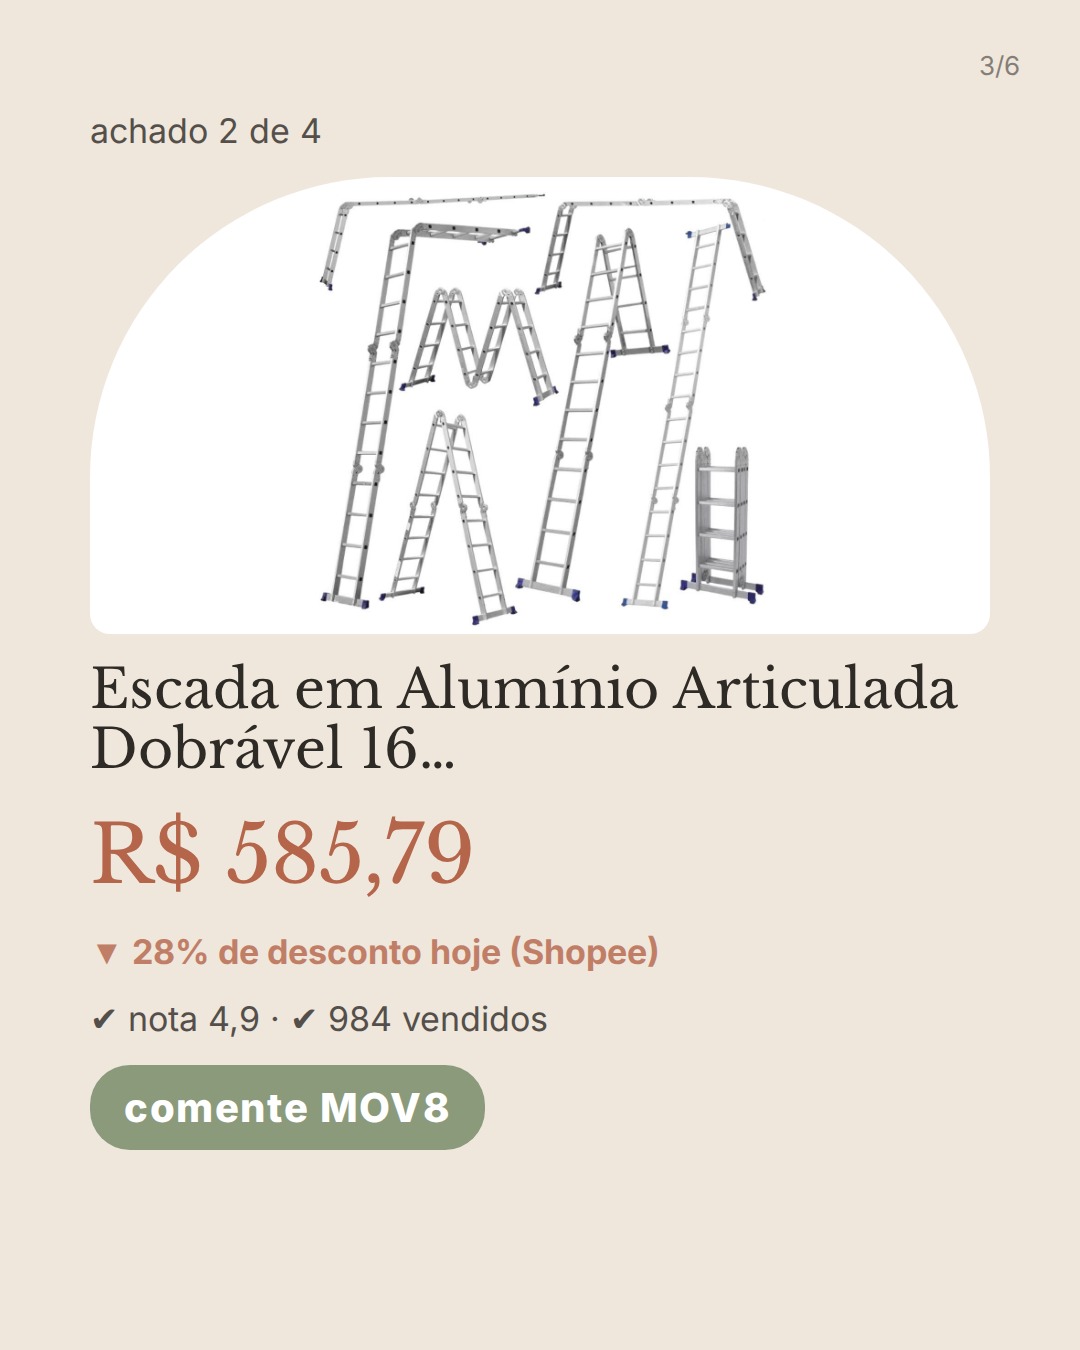 3/6
achado 2 de 4
Escada em Alumínio Articulada
Dobrável 16...
R$ 585,79
▼ 28% de desconto hoje (Shopee)
✔ nota 4,9 · ✔ 984 vendidos
comente MOV8